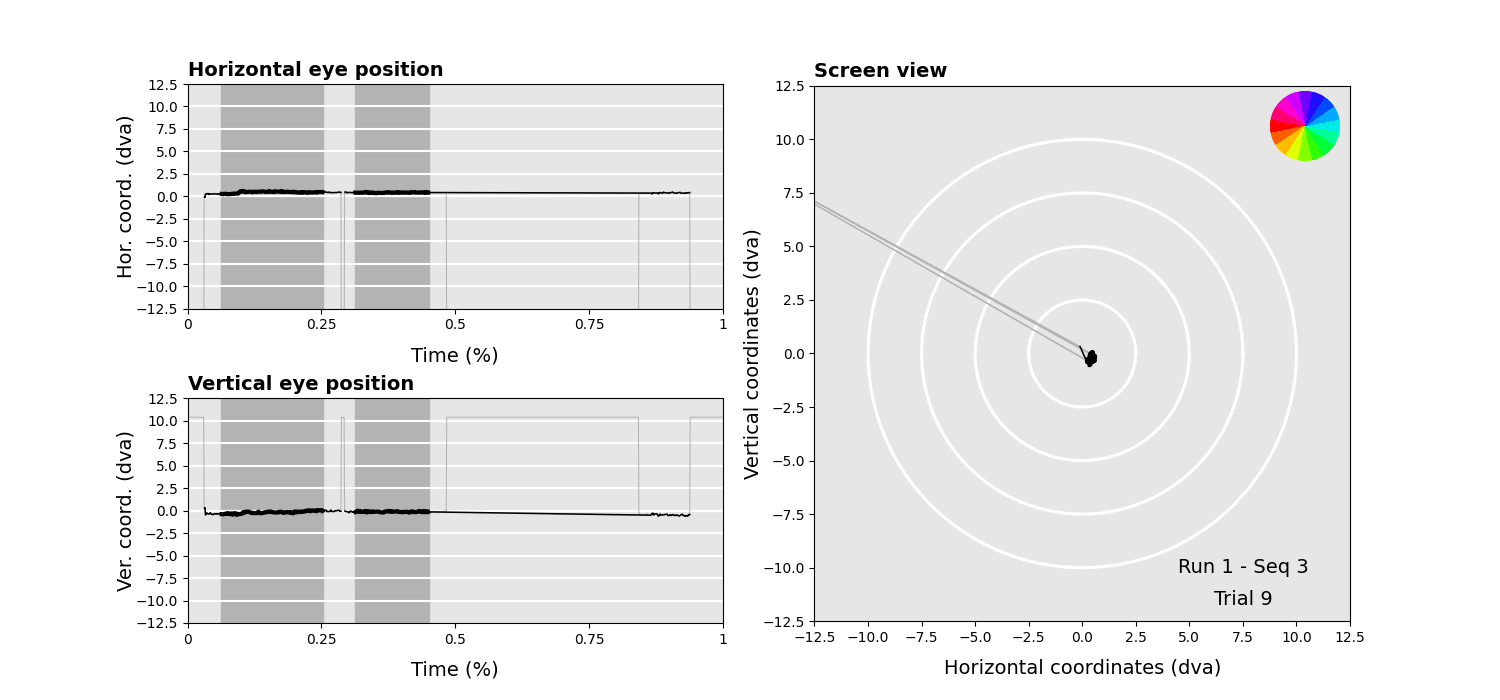 Horizontal eye position
Hor. coord. (dva)
12.5
10.0
7.5
5.0
2.5
0.0
−2.5
−5.0
−7.5
−10.0
−12.5
0 0.25 0.5 0.75 1
Time (%)
Vertical eye position
Ver. coord. (dva)
12.5
10.0
7.5
5.0
2.5
0.0
−2.5
−5.0
−7.5
−10.0
−12.5
0 0.25 0.5 0.75 1
Time (%)
Screen view
Vertical coordinates (dva)
12.5
10.0
7.5
5.0
2.5
0.0
−2.5
−5.0
−7.5
−10.0
−12.5
Run 1 - Seq 3
Trial 9
−12.5 −10.0 −7.5 −5.0 −2.5 0.0 2.5 5.0 7.5 10.0 12.5
Horizontal coordinates (dva)